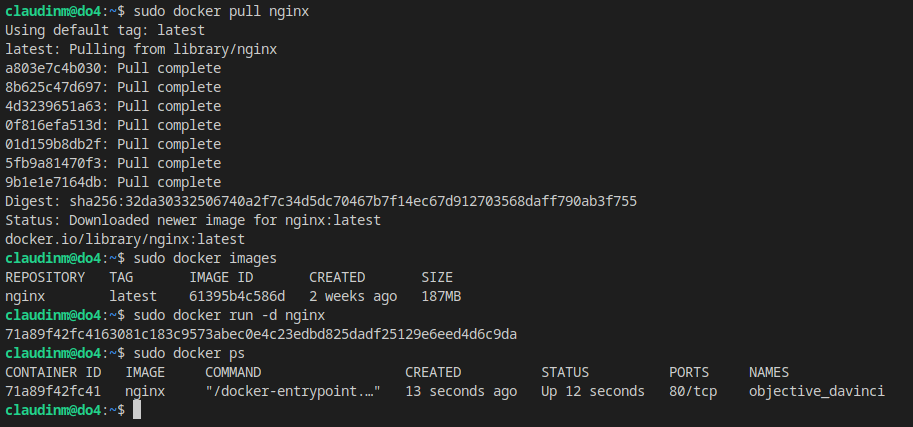 claudinm@do4:~$ sudo docker pull nginx
Using default tag: latest
latest: Pulling from library/nginx
a803e7c4b030: Pull complete
8b625c47d697: Pull complete
4d3239651a63: Pull complete
0f816efa513d: Pull complete
01d159b8db2f: Pull complete
5fb9a81470f3: Pull complete
9b1e1e7164db: Pull complete
Digest: sha256:32da30332506740a2f7c34d5dc70467b7f14ec67d912703568daff790ab3f755
Status: Downloaded newer image for nginx:latest
docker.io/library/nginx:latest
claudinm@do4:~$ sudo docker images
REPOSITORY   TAG       IMAGE ID       CREATED       SIZE
nginx        latest    61395b4c586d   2 weeks ago   187MB
claudinm@do4:~$ sudo docker run -d nginx
71a89f42fc4163081c183c9573abec0e4c23edbd825dadf25129e6eed4d6c9da
claudinm@do4:~$ sudo docker ps
CONTAINER ID   IMAGE     COMMAND                  CREATED          STATUS          PORTS     NAMES
71a89f42fc41   nginx     "/docker-entrypoint.…"   13 seconds ago   Up 12 seconds   80/tcp    objective_davinci
claudinm@do4:~$